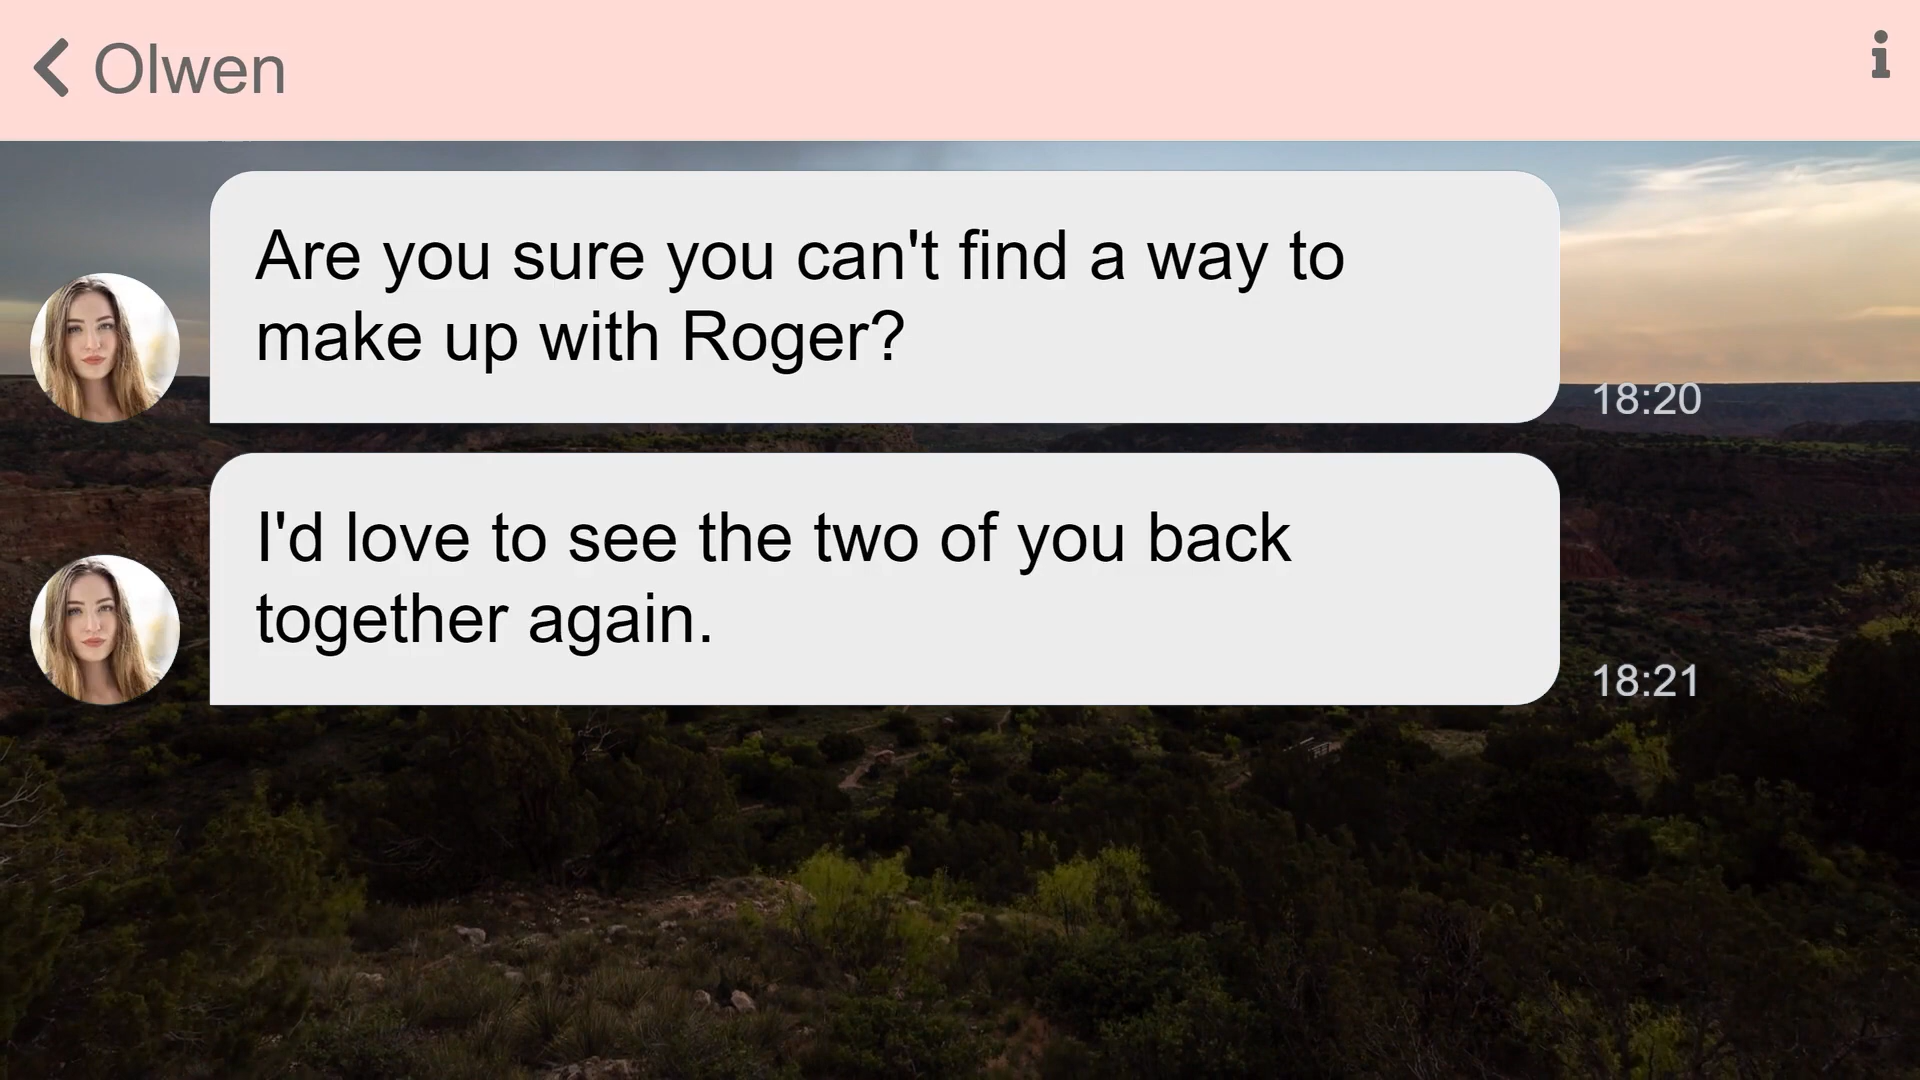 Olwen
Are you sure you can't find a way to
make up with Roger?
18:20
I'd love to see the two of you back
together again.
18:21